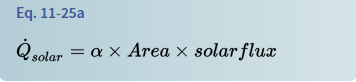 Eq. 11-25a
Q̇ solar = α × Area × solarflux